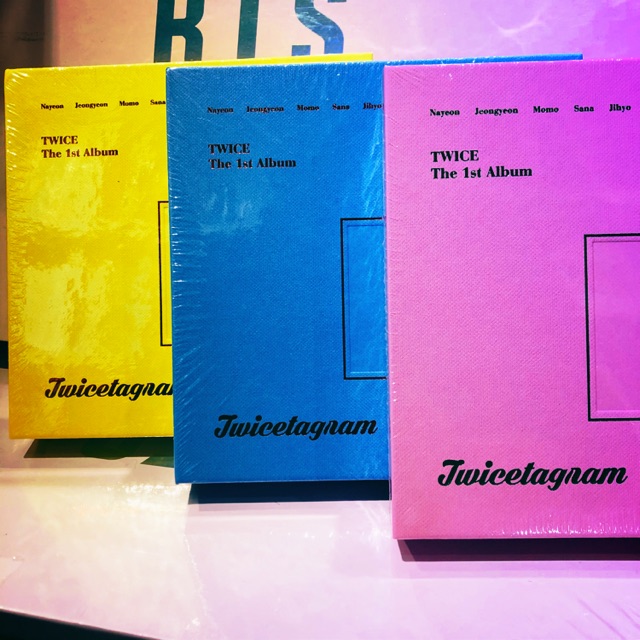 BTS
Nayeon Jeongyeon Momo Sana
TWICE
The 1st Album
Twicetagram
Nayeon Jeongyeon Momo Sana Jihyo
TWICE
The 1st Album
Twicetagram
Nayeon Jeongyeon Momo Sana Jihyo
TWICE
The 1st Album
Twicetagram